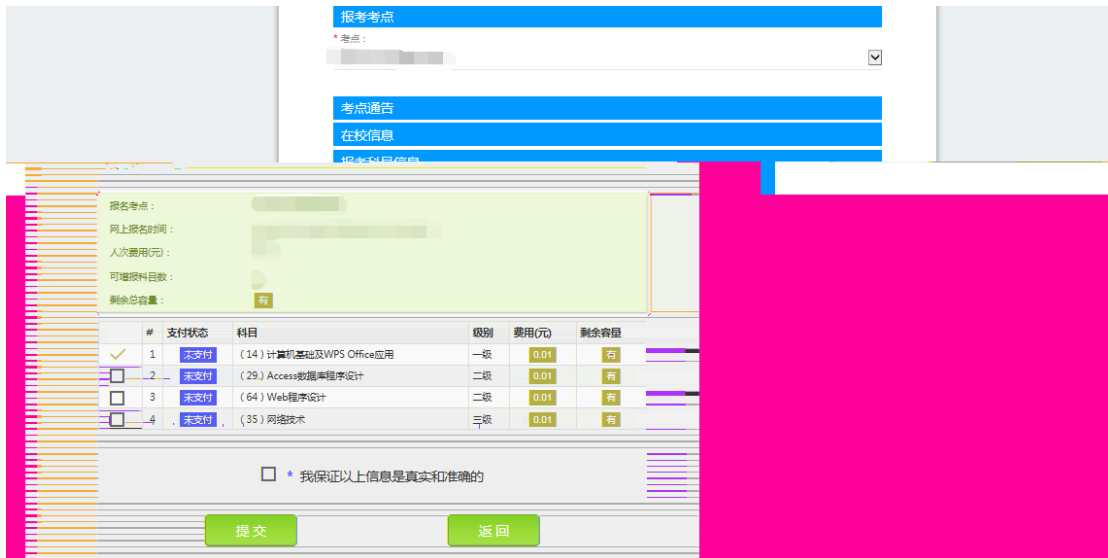 报考考点
* 考点：
考点通告
在校信息
报考科目信息
报名考点：
网上报名时间：
人次费用(元)：
可增报科目数：
剩余总容量： 有
# 支付状态 科目 级别 费用(元) 剩余容量
1 未支付 (14) 计算机基础及WPS Office应用 一级 0.01 有
2 未支付 (29) Access数据库程序设计 二级 0.01 有
3 未支付 (64) Web程序设计 二级 0.01 有
4 未支付 (35) 网络技术 三级 0.01 有
* 我保证以上信息是真实和准确的
提交 返回